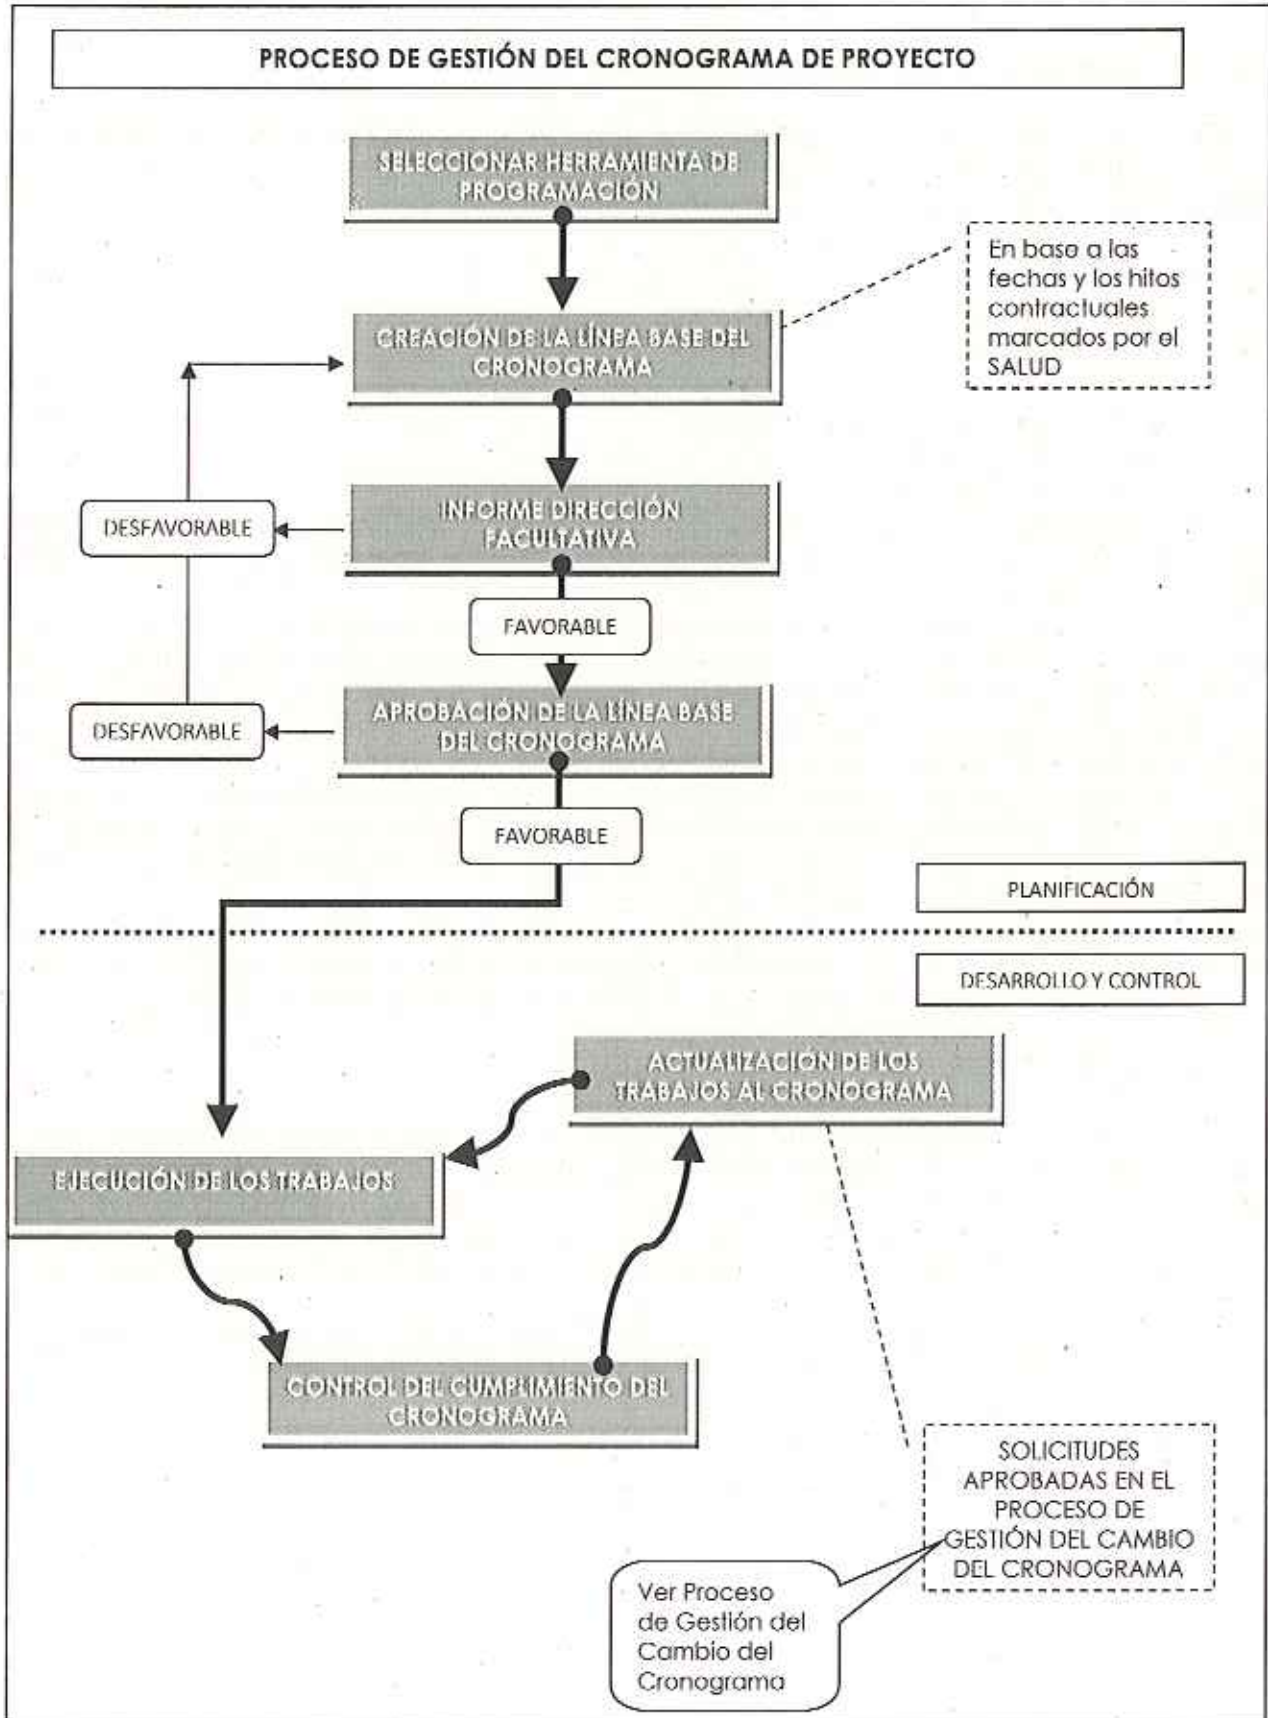 PROCESO DE GESTIÓN DEL CRONOGRAMA DE PROYECTO
SELECCIONAR HERRAMIENTA DE
PROGRAMACIÓN
En base a las
fechas y los hitos
contractuales
marcados por el
SALUD
CREACIÓN DE LA LÍNEA BASE DEL
CRONOGRAMA
DESFAVORABLE
INFORME DIRECCIÓN
FACULTATIVA
FAVORABLE
DESFAVORABLE
APROBACIÓN DE LA LÍNEA BASE
DEL CRONOGRAMA
FAVORABLE
PLANIFICACIÓN
DESARROLLO Y CONTROL
ACTUALIZACIÓN DE LOS
TRABAJOS AL CRONOGRAMA
EJECUCIÓN DE LOS TRABAJOS
CONTROL DEL CUMPLIMIENTO DEL
CRONOGRAMA
SOLICITUDES
APROBADAS EN EL
PROCESO DE
GESTIÓN DEL CAMBIO
DEL CRONOGRAMA
Ver Proceso
de Gestión del
Cambio del
Cronograma